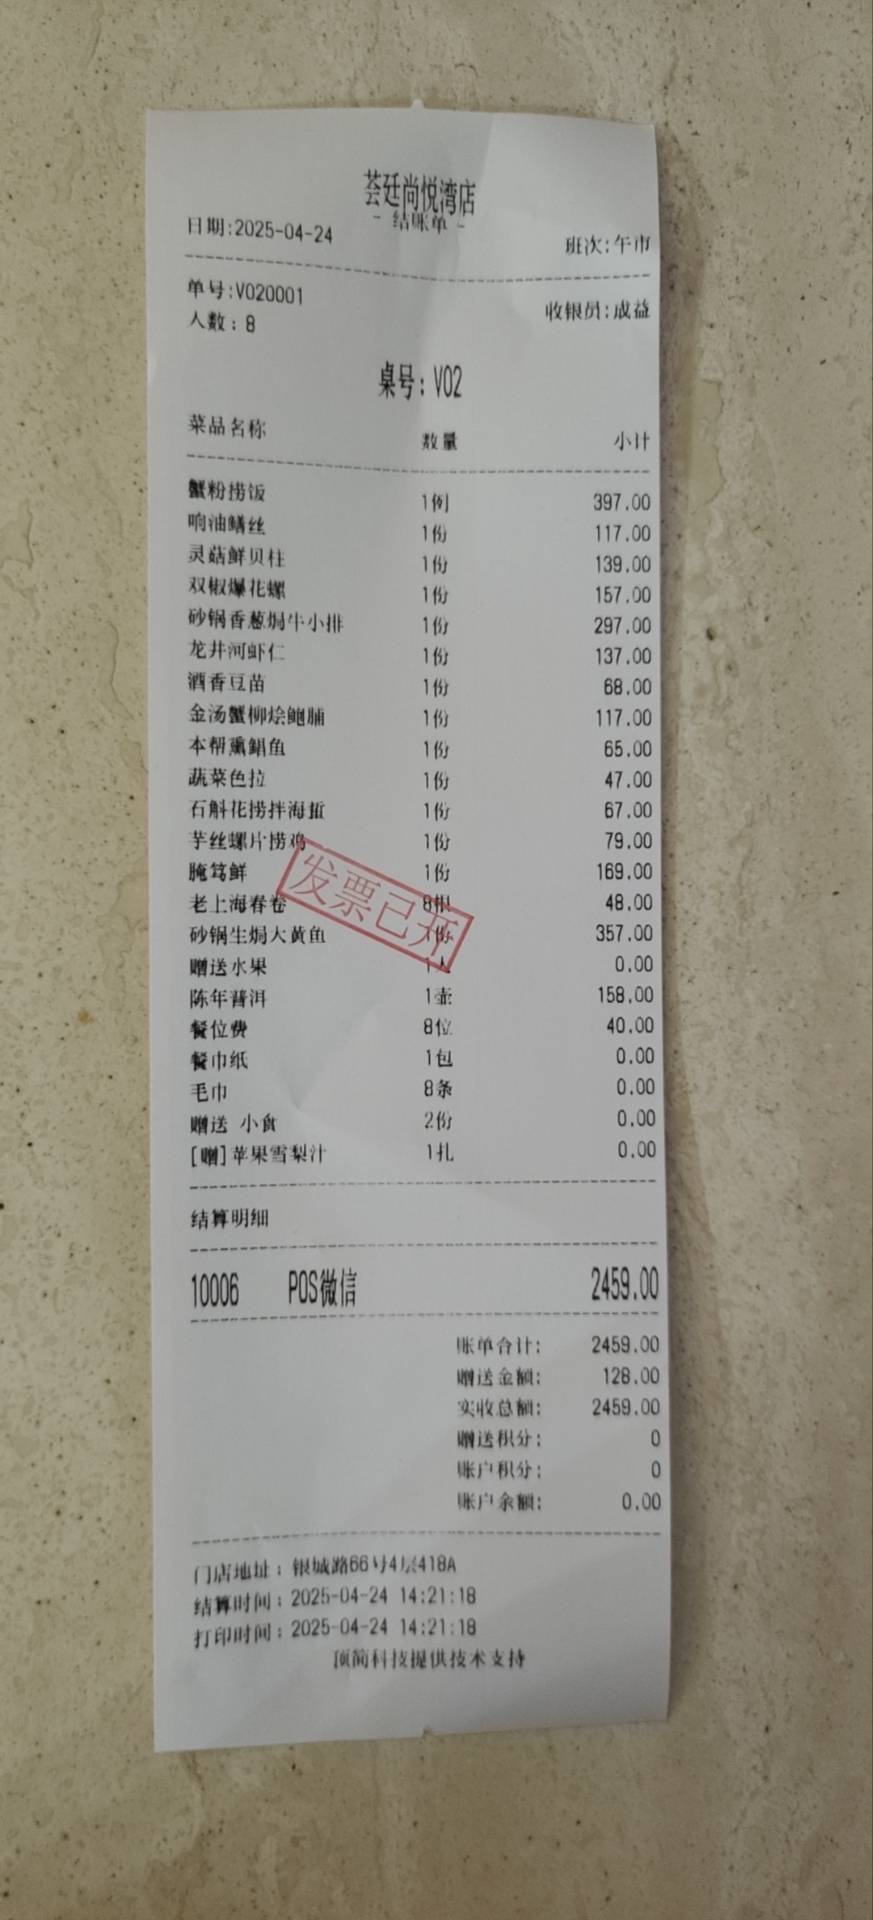 荟廷尚悦湾店
- 结账单 -
日期:2025-04-24 班次:午市
单号:V020001 收银员:成益
人数: 8
桌号: V02
菜品名称 数量 小计
蟹粉捞饭 1例 397.00
响油鳝丝 1份 117.00
灵菇鲜贝柱 1份 139.00
双椒爆花螺 1份 157.00
砂锅香葱焗牛小排 1份 297.00
龙井河虾仁 1份 137.00
酒香豆苗 1份 68.00
金汤蟹柳烩鲍脯 1份 117.00
本帮熏鲳鱼 1份 65.00
蔬菜色拉 1份 47.00
石斛花捞拌海蜇 1份 67.00
芋丝螺片捞鸡 1份 79.00
腌笃鲜 1份 169.00
老上海春卷 8根 48.00
砂锅生焗大黄鱼 1份 357.00
发票已开
赠送水果 1人 0.00
陈年普洱 1壶 158.00
餐位费 8位 40.00
餐巾纸 1包 0.00
毛巾 8条 0.00
赠送 小食 2份 0.00
[赠]苹果雪梨汁 1扎 0.00
结算明细
10006 POS微信 2459.00
账单合计: 2459.00
赠送金额: 128.00
实收总额: 2459.00
赠送积分: 0
账户积分: 0
账户余额: 0.00
门店地址: 银城路66号4层418A
结算时间: 2025-04-24 14:21:18
打印时间: 2025-04-24 14:21:18
顶简科技提供技术支持